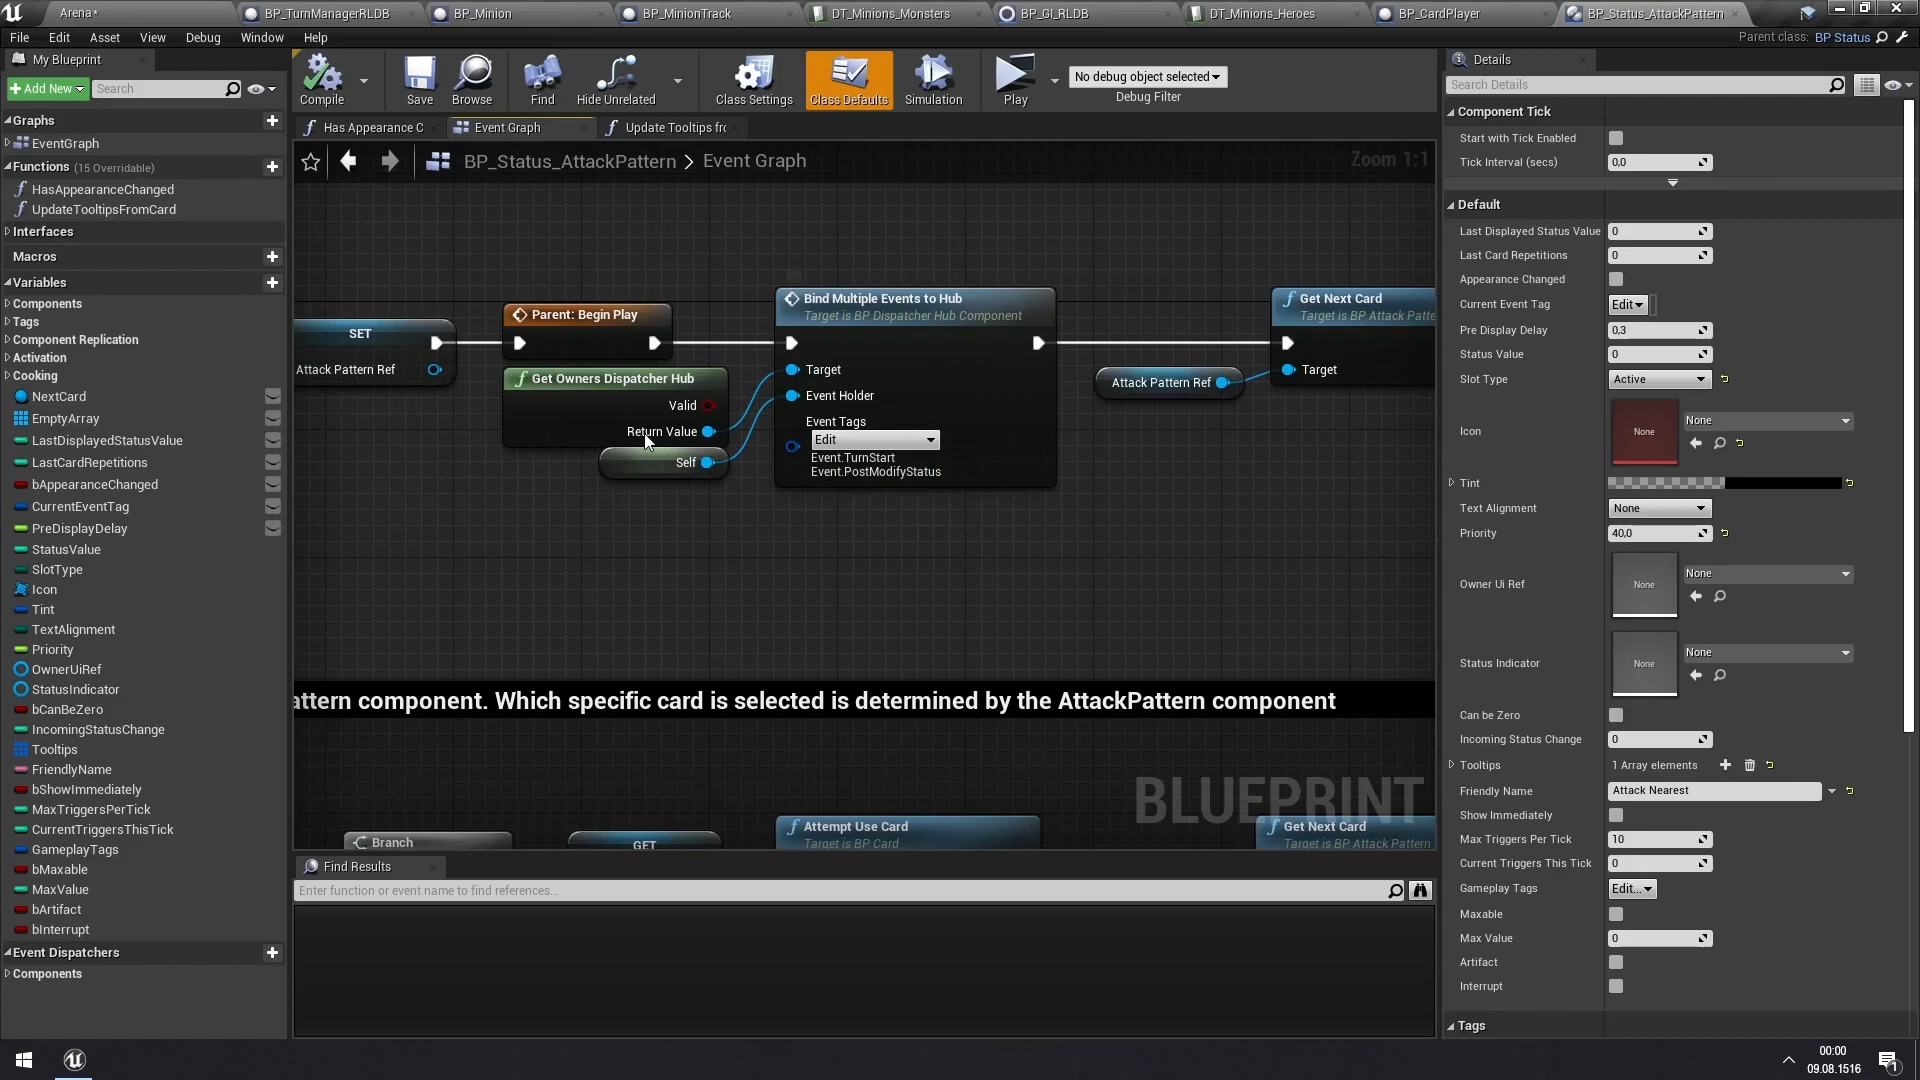 Arena*
BP_TurnManagerRLDB
BP_Minion
BP_MinionTrack
DT_Minions_Monsters
BP_GI_RLDB
DT_Minions_Heroes
BP_CardPlayer
BP_Status_AttackPattern
File
Edit
Asset
View
Debug
Window
Help
Parent class: BP Status
My Blueprint
Add New
Search
Graphs
EventGraph
Functions (15 Overridable)
HasAppearanceChanged
UpdateTooltipsFromCard
Interfaces
Macros
Variables
Components
Tags
Component Replication
Activation
Cooking
NextCard
EmptyArray
LastDisplayedStatusValue
LastCardRepetitions
bAppearanceChanged
CurrentEventTag
PreDisplayDelay
StatusValue
SlotType
Icon
Tint
TextAlignment
Priority
OwnerUiRef
StatusIndicator
bCanBeZero
IncomingStatusChange
Tooltips
FriendlyName
bShowImmediately
MaxTriggersPerTick
CurrentTriggersThisTick
GameplayTags
bMaxable
MaxValue
bArtifact
bInterrupt
Event Dispatchers
Components
Compile
Save
Browse
Find
Hide Unrelated
Class Settings
Class Defaults
Simulation
Play
No debug object selected
Debug Filter
Has Appearance C
Event Graph
Update Tooltips frc
BP_Status_AttackPattern > Event Graph
Zoom 1:1
SET
Attack Pattern Ref
Parent: Begin Play
Get Owners Dispatcher Hub
Valid
Return Value
Self
Bind Multiple Events to Hub
Target is BP Dispatcher Hub Component
Target
Event Holder
Event Tags
Edit
Event.TurnStart
Event.PostModifyStatus
Attack Pattern Ref
Get Next Card
Target is BP Attack Patte
Target
attern component. Which specific card is selected is determined by the AttackPattern component
BLUEPRINT
Branch
GET
Attempt Use Card
Target is BP Card
Get Next Card
Target is BP Attack Pattern
Find Results
Enter function or event name to find references...
Details
Search Details
Component Tick
Start with Tick Enabled
Tick Interval (secs) 0,0
Default
Last Displayed Status Value 0
Last Card Repetitions 0
Appearance Changed
Current Event Tag Edit
Pre Display Delay 0,3
Status Value 0
Slot Type Active
Icon None None
Tint
Text Alignment None
Priority 40,0
Owner Ui Ref None None
Status Indicator None None
Can be Zero
Incoming Status Change 0
Tooltips 1 Array elements
Friendly Name Attack Nearest
Show Immediately
Max Triggers Per Tick 10
Current Triggers This Tick 0
Gameplay Tags Edit...
Maxable
Max Value 0
Artifact
Interrupt
Tags
00:00
09.08.1516
1